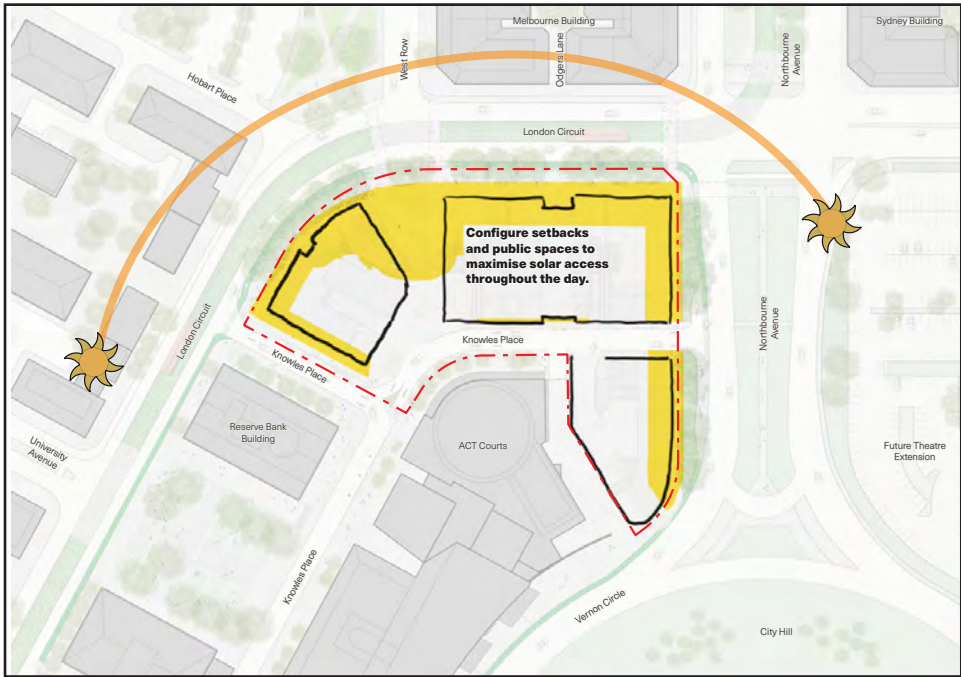 Melbourne Building
Sydney Building
West Row
Odgers Lane
Northbourne
Avenue
Hobart Place
London Circuit
Configure setbacks
and public spaces to
maximise solar access
throughout the day.
London Circuit
Knowles Place
Knowles Place
Northbourne
Avenue
University
Avenue
Reserve Bank
Building
ACT Courts
Future Theatre
Extension
Knowles Place
Vernon Circle
City Hill